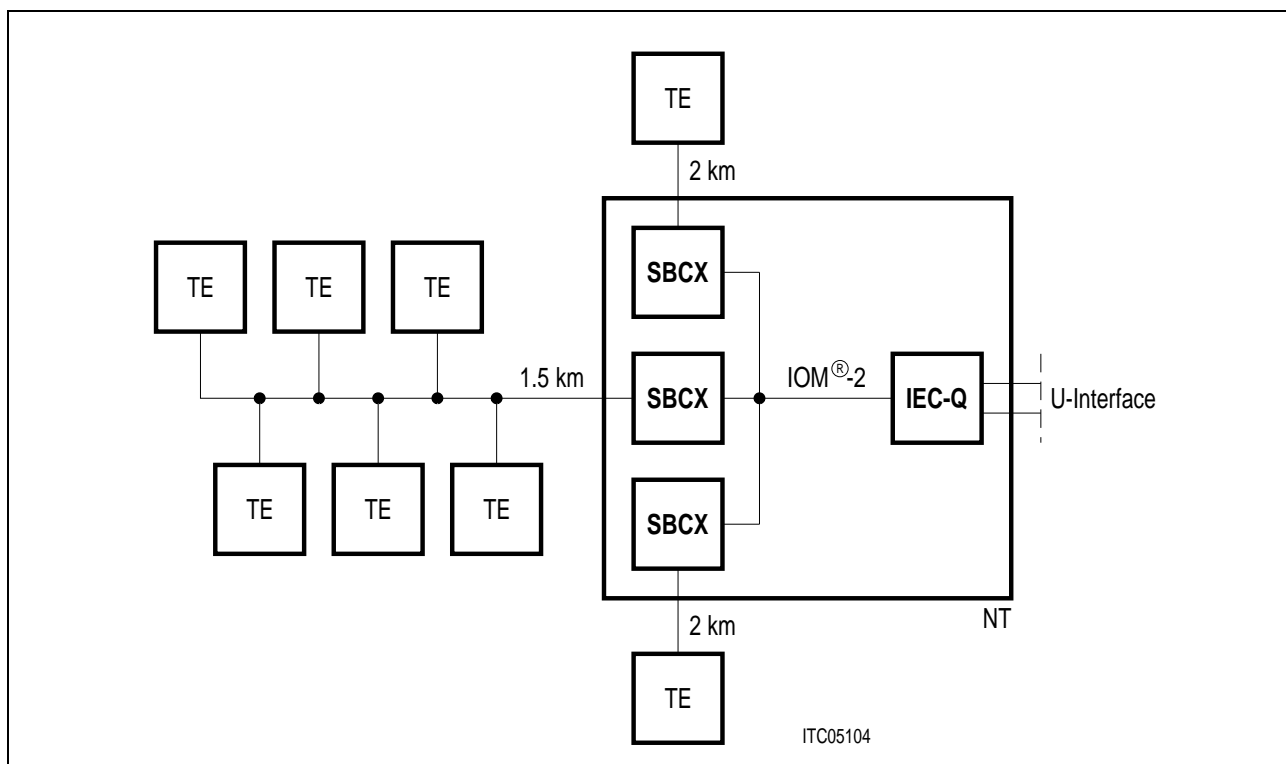 TE
2 km
SBCX
TE
TE
TE
1.5 km
SBCX
IOM®-2
IEC-Q
U-Interface
TE
TE
TE
SBCX
2 km
NT
TE
ITC05104